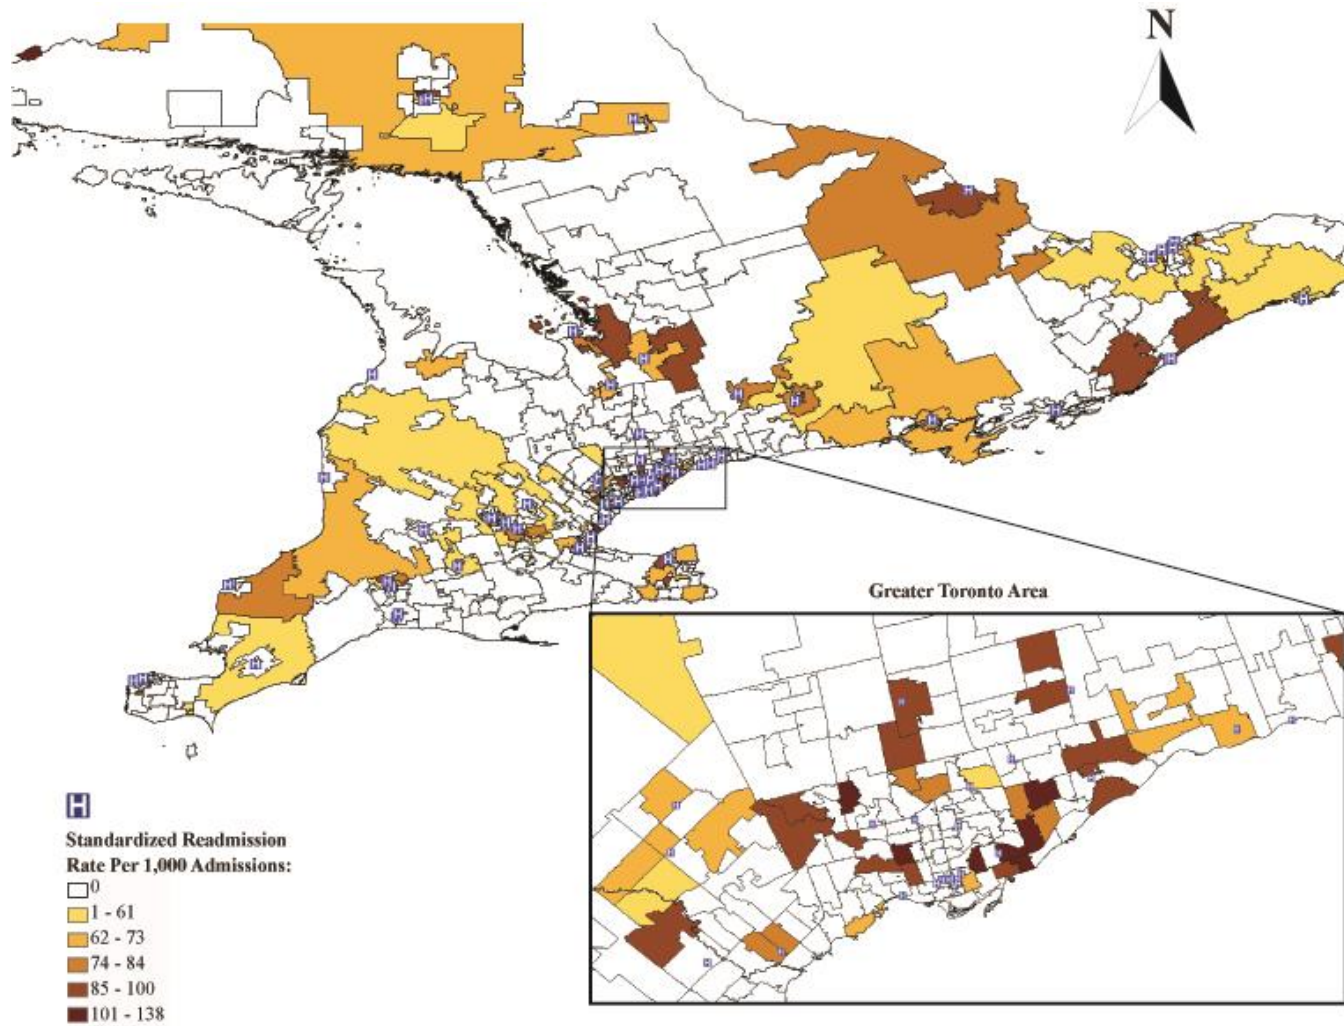 N
Greater Toronto Area
H
Standardized Readmission
Rate Per 1,000 Admissions:
0
1 - 61
62 - 73
74 - 84
85 - 100
101 - 138